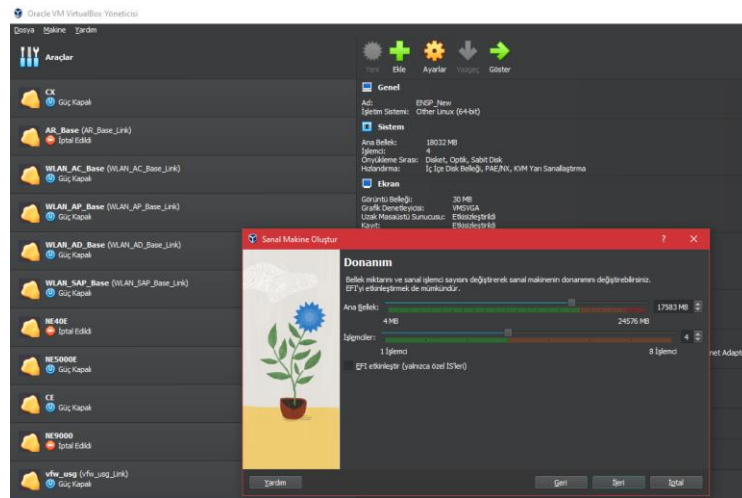 Oracle VM VirtualBox Yöneticisi
Dosya Makine Yardım
Araçlar
Yeni Ekle Ayarlar Vazgeç Göster
CX
Güç Kapalı
AR_Base (AR_Base_Link)
İptal Edildi
WLAN_AC_Base (WLAN_AC_Base_Link)
Güç Kapalı
WLAN_AP_Base (WLAN_AP_Base_Link)
Güç Kapalı
WLAN_AD_Base (WLAN_AD_Base_Link)
Güç Kapalı
WLAN_SAP_Base (WLAN_SAP_Base_Link)
Güç Kapalı
NE40E
İptal Edildi
NE5000E
Güç Kapalı
CE
Güç Kapalı
NE9000
İptal Edildi
vfw_usg (vfw_usg_Link)
Güç Kapalı
Genel
Ad: ENSP_New
İşletim Sistemi: Other Linux (64-bit)
Sistem
Ana Bellek: 18032 MB
İşlemci: 4
Önyükleme Sırası: Disket, Optik, Sabit Disk
Hızlandırma: İç İçe Disk Belleği, PAE/NX, KVM Yarı Sanallaştırma
Ekran
Görüntü Belleği: 30 MB
Grafik Denetleyicisi: VMSVGA
Uzak Masaüstü Sunucusu: Etkisizleştirildi
Kayıt: Etkisizleştirildi
Sanal Makine Oluştur ? X
Donanım
Bellek miktarını ve sanal işlemci sayısını değiştirerek sanal makinenin donanımını değiştirebilirsiniz.
EFI'yi etkinleştirmek de mümkündür.
Ana Bellek: 17583 MB
4 MB 24576 MB
İşlemciler: 4
1 İşlemci 8 İşlemci
EFI etkinleştir (yalnızca özel İS'leri)
net Adapt
Yardım Geri İleri İptal